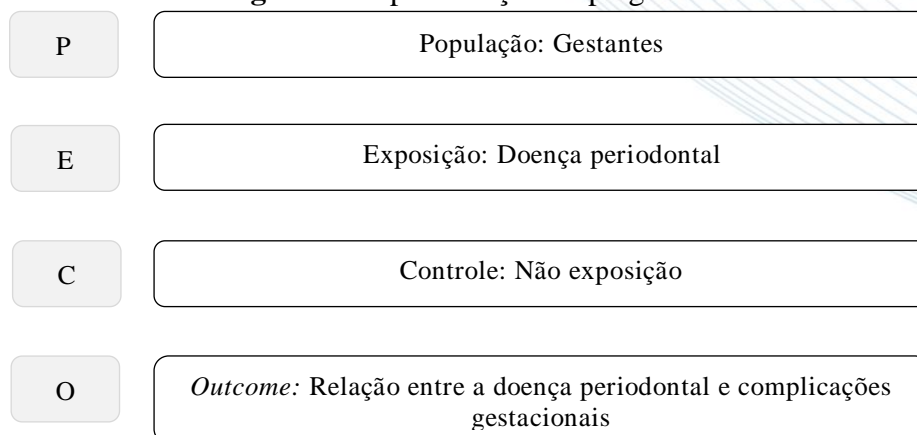 P
População: Gestantes
E
Exposição: Doença periodontal
C
Controle: Não exposição
O
Outcome: Relação entre a doença periodontal e complicações
gestacionais